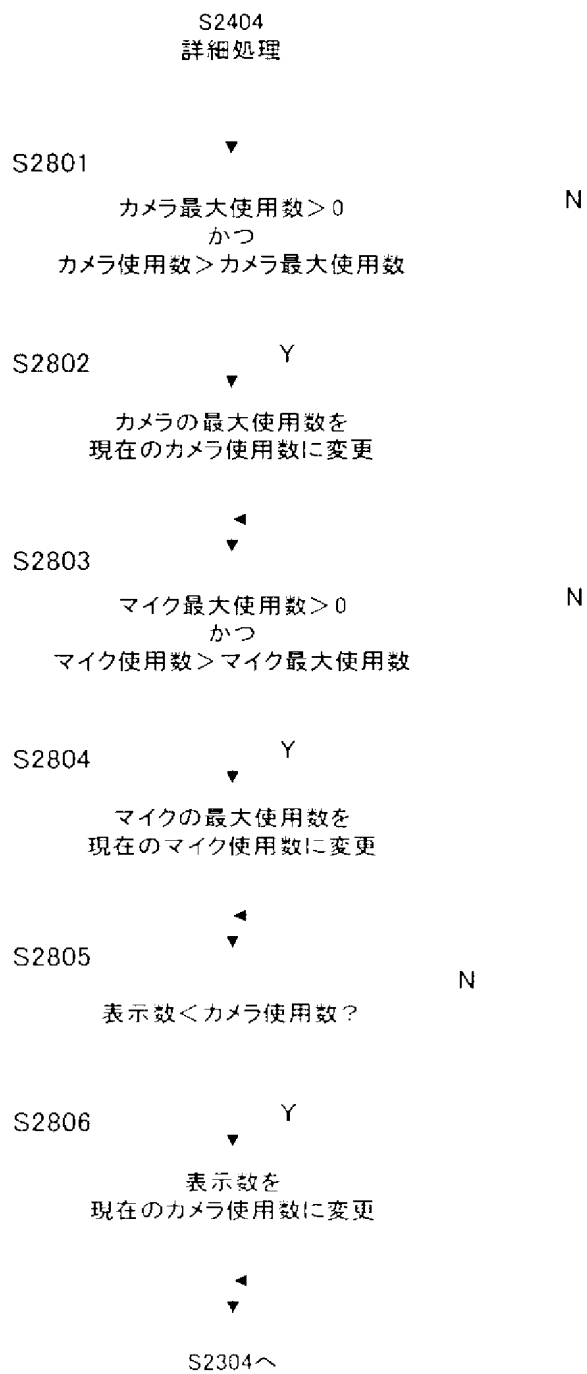 S2404
詳細処理
S2801
カメラ最大使用数＞0
N
かつ
カメラ使用数＞カメラ最大使用数
Y
S2802
カメラの最大使用数を
現在のカメラ使用数に変更
S2803
マイク最大使用数＞0
N
かつ
マイク使用数＞マイク最大使用数
Y
S2804
マイクの最大使用数を
現在のマイク使用数に変更
S2805
N
表示数＜カメラ使用数？
Y
S2806
表示数を
現在のカメラ使用数に変更
S2304へ